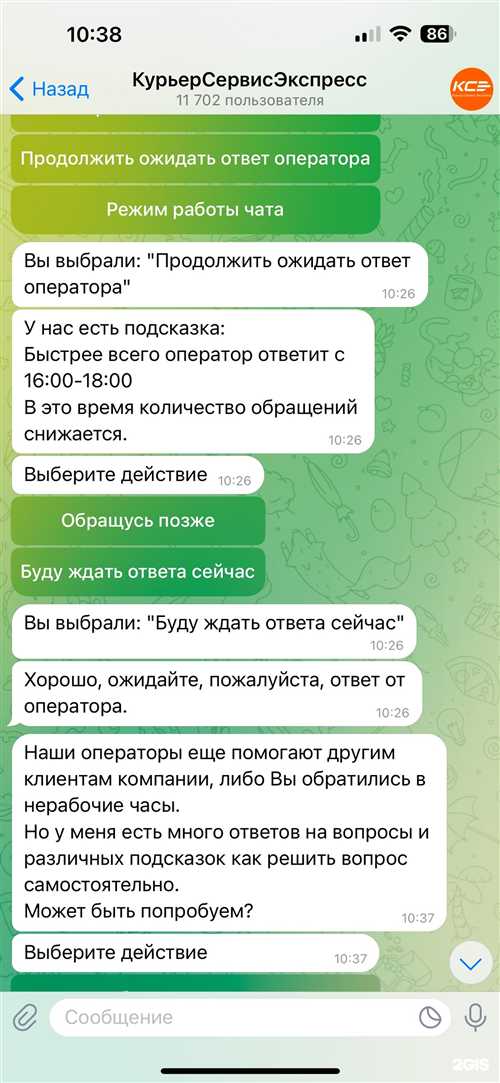 10:38
86
Назад
КурьерСервисЭкспресс
11 702 пользователя
КСЭ
Продолжить ожидать ответ оператора
Режим работы чата
Вы выбрали: "Продолжить ожидать ответ
оператора"
10:26
У нас есть подсказка:
Быстрее всего оператор ответит с
16:00-18:00
В это время количество обращений
снижается.
10:26
Выберите действие
10:26
Обращусь позже
Буду ждать ответа сейчас
Вы выбрали: "Буду ждать ответа сейчас"
10:26
Хорошо, ожидайте, пожалуйста, ответ от
оператора.
10:26
Наши операторы еще помогают другим
клиентам компании, либо Вы обратились в
нерабочие часы.
Но у меня есть много ответов на вопросы и
различных подсказок как решить вопрос
самостоятельно.
Может быть попробуем?
10:37
Выберите действие
10:37
Сообщение
2GIS